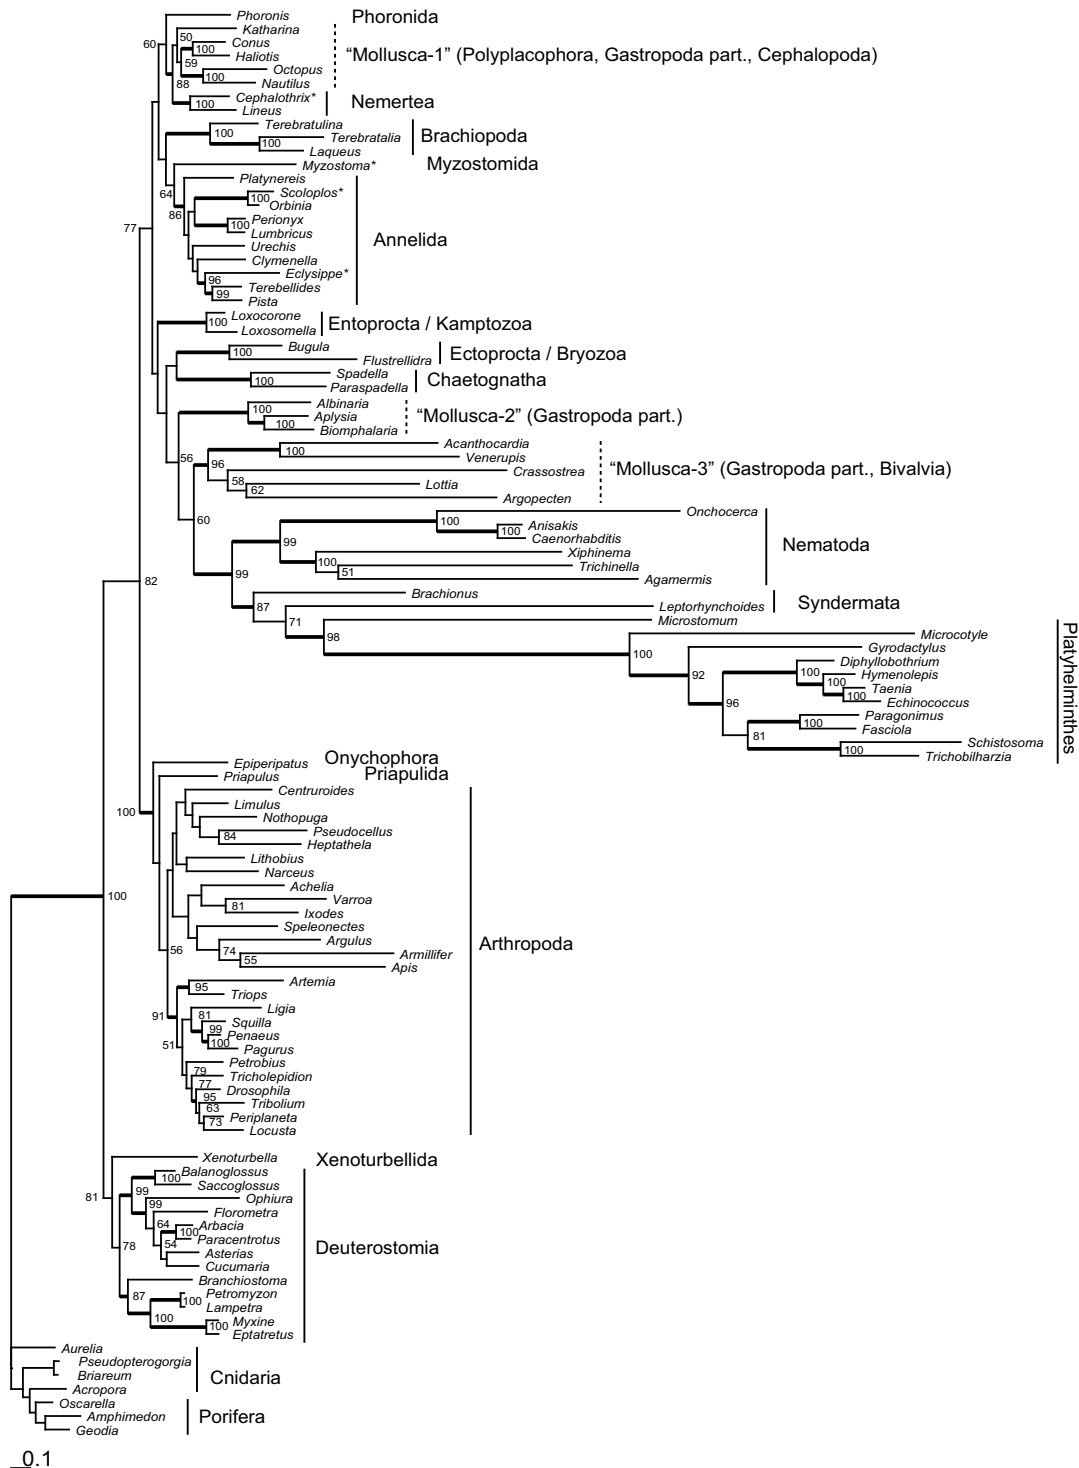 Phoronis
Phoronida
Katharina
50
Conus
60
100
"Mollusca-1" (Polyplacophora, Gastropoda part., Cephalopoda)
Haliotis
59
Octopus
100
88
Nautilus
Cephalothrix*
100
Nemertea
Lineus
Terebratulina
100
Brachiopoda
Terebratalia
100
Laqueus
Myzostoma*
Myzostomida
Platynereis
64
Scoloplos*
100
Orbinia
86
Perionyx
100
77
Lumbricus
Annelida
Urechis
Clymenella
Eclysippe*
96
Terebellides
99
Pista
Loxocorone
100
Entoprocta / Kamptozoa
Loxosomella
Bugula
100
Ectoprocta / Bryozoa
Flustrellidra
Spadella
100
Chaetognatha
Paraspadella
Albinaria
100
Aplysia
"Mollusca-2" (Gastropoda part.)
100
Biomphalaria
Acanthocardia
100
Venerupis
56
96
Crassostrea
"Mollusca-3" (Gastropoda part., Bivalvia)
58
Lottia
62
Argopecten
Onchocerca
60
100
Anisakis
100
Caenorhabditis
99
Nematoda
Xiphinema
100
Trichinella
51
99
Agamermis
82
Brachionus
87
Syndermata
Leptorhynchoides
71
Microstomum
98
Microcotyle
100
Gyrodactylus
Diphyllobothrium
92
100
Hymenolepis
100
Taenia
100
Echinococcus
96
Paragonimus
100
Fasciola
81
Schistosoma
100
Trichobilharzia
Platyhelminthes
Epiperipatus
Onychophora
Priapulus
Priapulida
Centruroides
Limulus
100
Nothopuga
Pseudocellus
84
Heptathela
Lithobius
Narceus
Achelia
100
Varroa
81
Ixodes
Speleonectes
Argulus
Arthropoda
56
74
Armillifer
55
Apis
Artemia
95
Triops
Ligia
91
81
Squilla
99
Penaeus
100
51
Pagurus
Petrobius
79
Tricholepidion
77
Drosophila
95
Tribolium
63
Periplaneta
73
Locusta
Xenoturbella
Xenoturbellida
Balanoglossus
100
Saccoglossus
81
99
Ophiura
99
Florometra
64
Arbacia
100
Paracentrotus
78
54
Asterias
Deuterostomia
Cucumaria
Branchiostoma
87
Petromyzon
100
Lampetra
100
Myxine
100
Eptatretus
Aurelia
Pseudopterogorgia
Briareum
Cnidaria
Acropora
Oscarella
Amphimedon
Porifera
Geodia
0.1